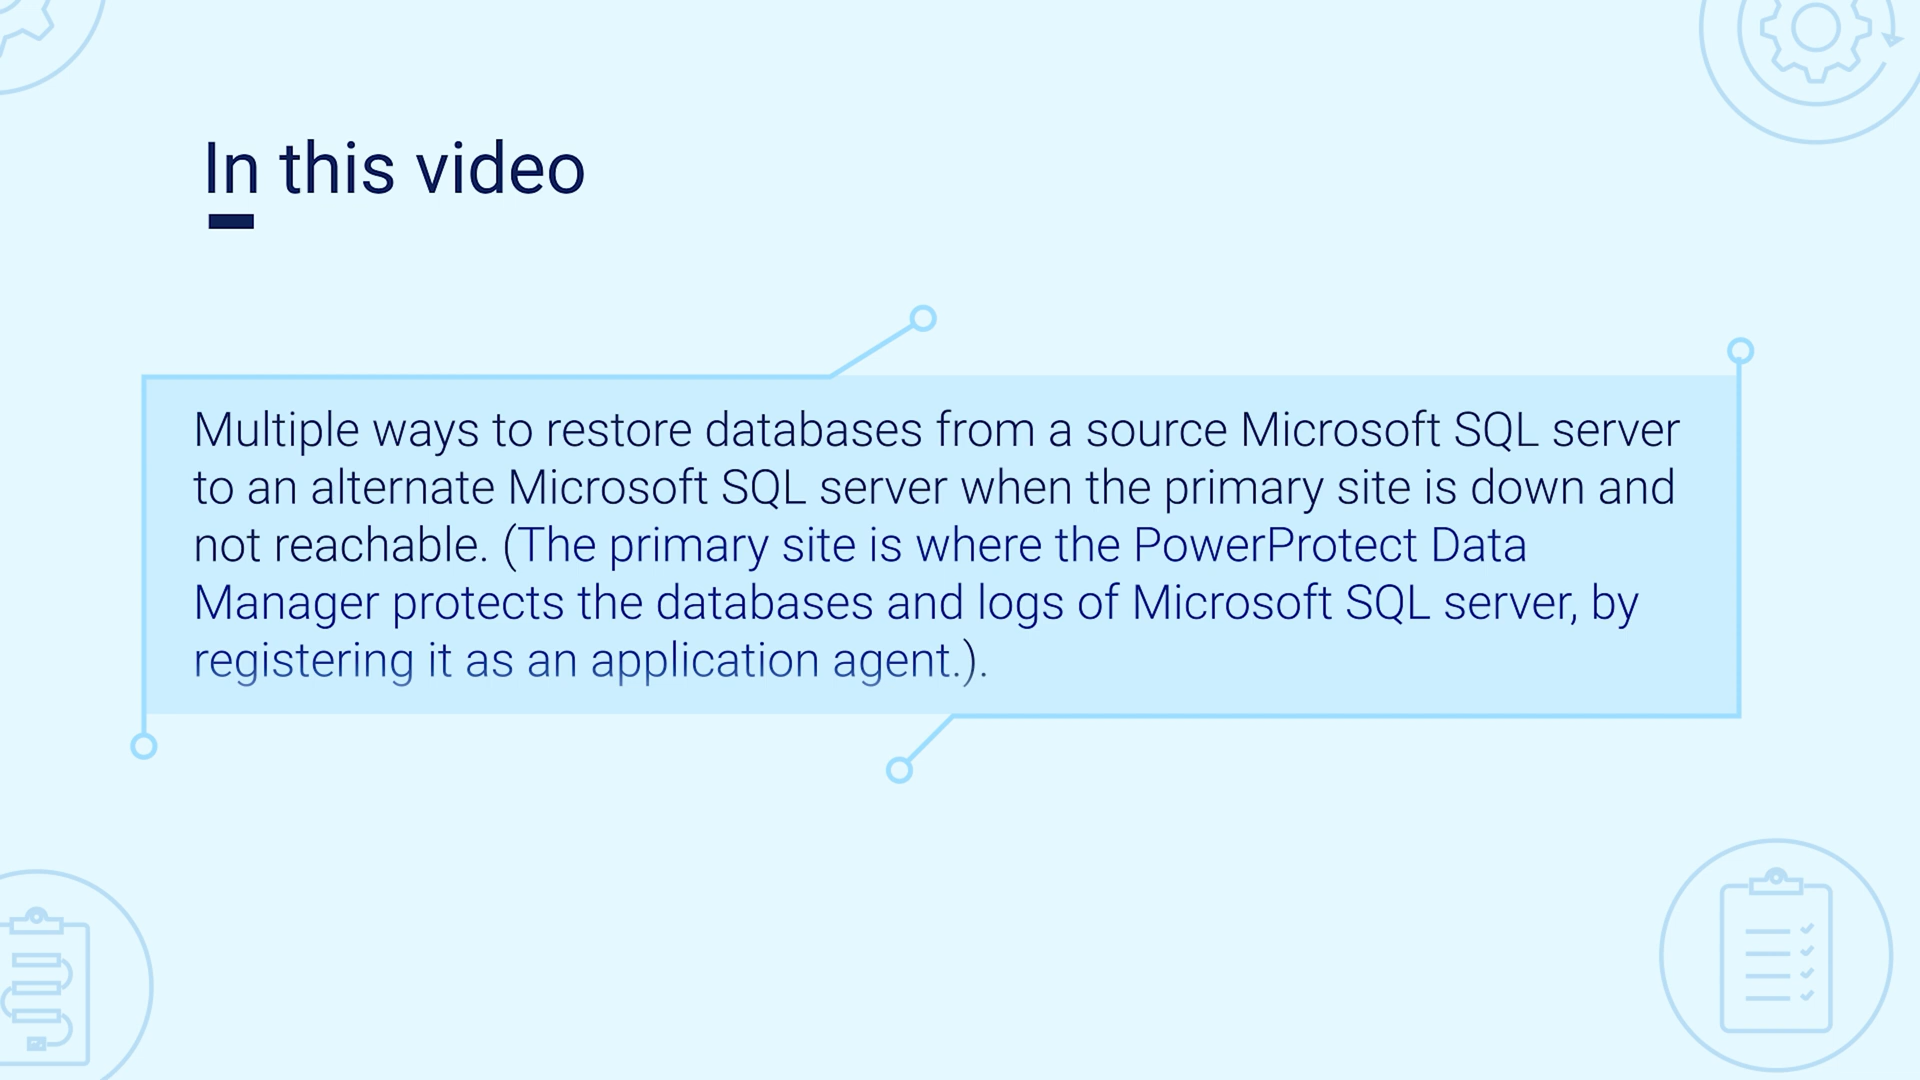 In this video
Multiple ways to restore databases from a source Microsoft SQL server
to an alternate Microsoft SQL server when the primary site is down and
not reachable. (The primary site is where the PowerProtect Data
Manager protects the databases and logs of Microsoft SQL server, by
registering it as an application agent.).